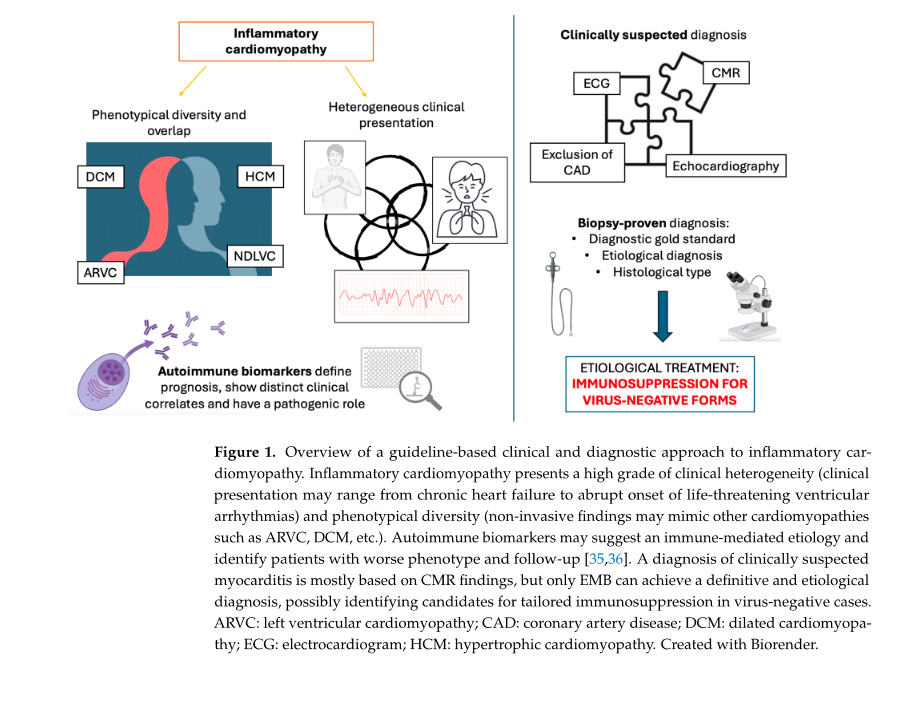 Inflammatory
cardiomyopathy
Phenotypical diversity and
overlap
DCM
HCM
ARVC
NDLVC
Heterogeneous clinical
presentation
Autoimmune biomarkers define
prognosis, show distinct clinical
correlates and have a pathogenic role
Clinically suspected diagnosis
ECG
CMR
Exclusion of
CAD
Echocardiography
Biopsy-proven diagnosis:
• Diagnostic gold standard
• Etiological diagnosis
• Histological type
ETIOLOGICAL TREATMENT:
IMMUNOSUPPRESSION FOR
VIRUS-NEGATIVE FORMS
Figure 1. Overview of a guideline-based clinical and diagnostic approach to inflammatory car-
diomyopathy. Inflammatory cardiomyopathy presents a high grade of clinical heterogeneity (clinical
presentation may range from chronic heart failure to abrupt onset of life-threatening ventricular
arrhythmias) and phenotypical diversity (non-invasive findings may mimic other cardiomyopathies
such as ARVC, DCM, etc.). Autoimmune biomarkers may suggest an immune-mediated etiology and
identify patients with worse phenotype and follow-up [35,36]. A diagnosis of clinically suspected
myocarditis is mostly based on CMR findings, but only EMB can achieve a definitive and etiological
diagnosis, possibly identifying candidates for tailored immunosuppression in virus-negative cases.
ARVC: left ventricular cardiomyopathy; CAD: coronary artery disease; DCM: dilated cardiomyopa-
thy; ECG: electrocardiogram; HCM: hypertrophic cardiomyopathy. Created with Biorender.